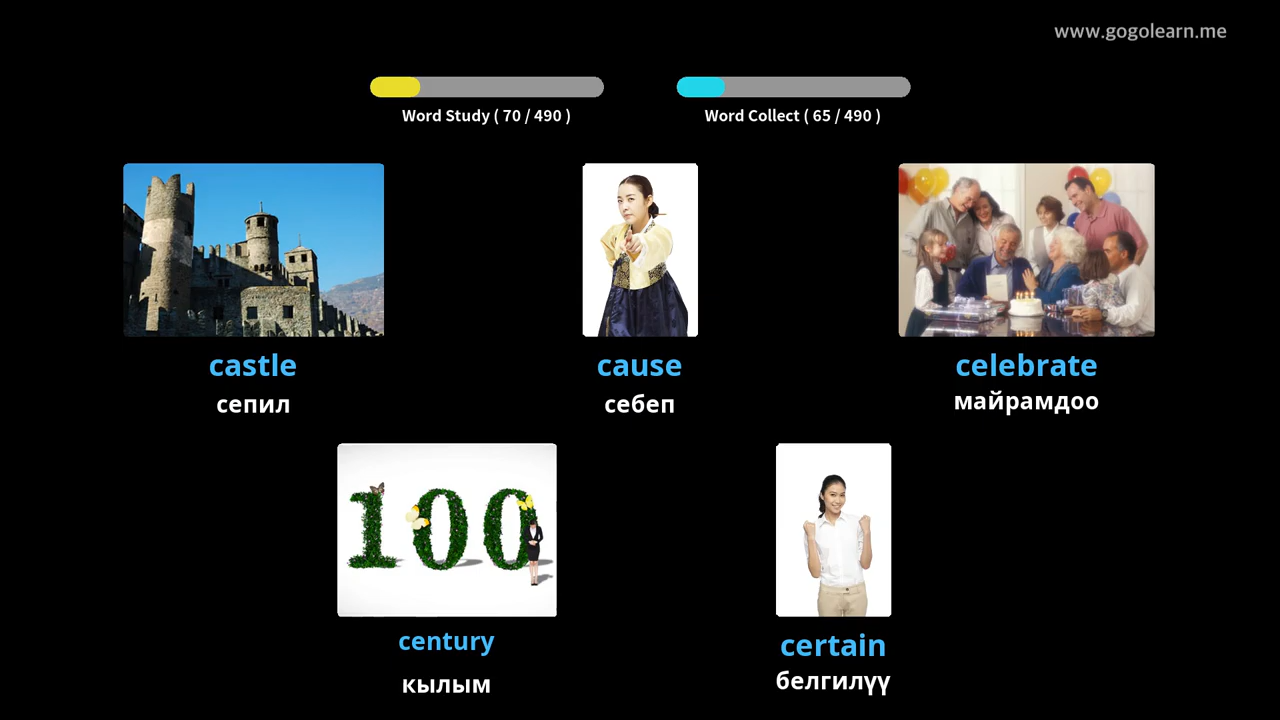 www.gogolearn.me
Word Study ( 70 / 490 )
Word Collect ( 65 / 490 )
castle
сепил
cause
себеп
celebrate
майрамдоо
100
century
кылым
certain
белгилүү